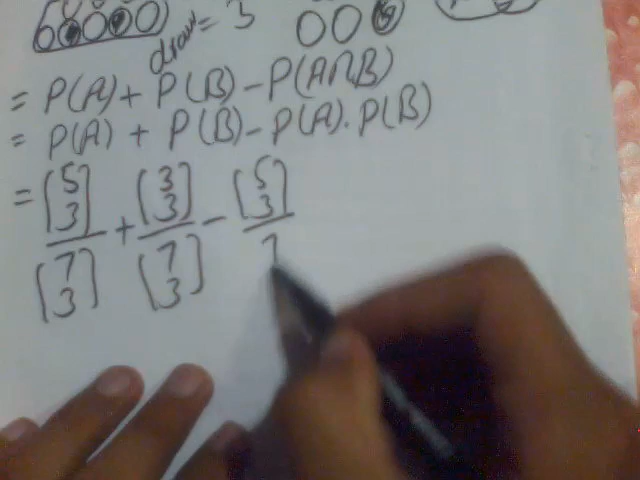 draw = 3
= P(A) + P(B) - P(A∩B)
= P(A) + P(B) - P(A).P(B)
= [5 3] / [7 3] + [3 3] / [7 3] - [5 3] / 7